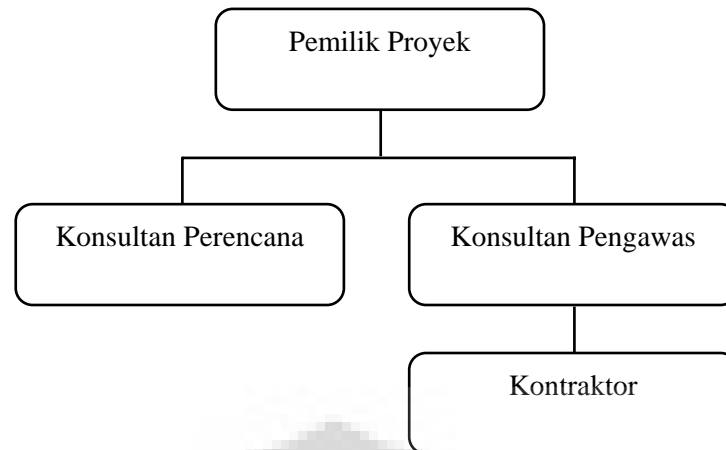 Pemilik Proyek
Konsultan Perencana
Konsultan Pengawas
Kontraktor